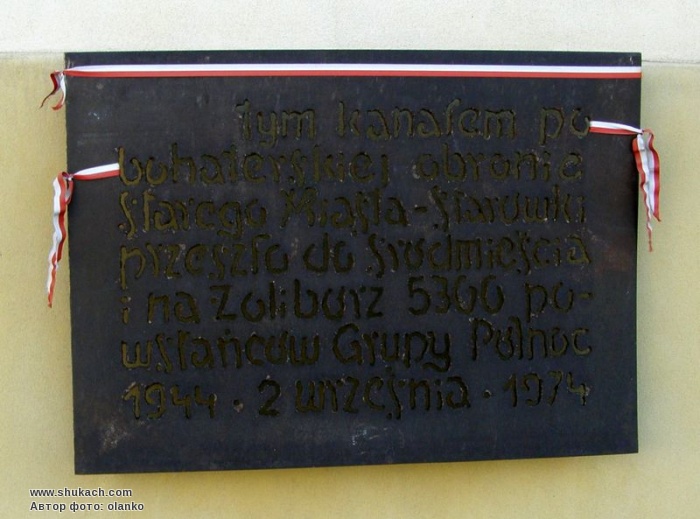 Tym kanałem po
bohaterskiej obronie
Starego Miasta-Starówki
przeszło do Śródmieścia
i na Żoliborz 5300 po-
wstańców Grupy Północ
1944 · 2 września · 1974
www.shukach.com
Автор фото: olanko